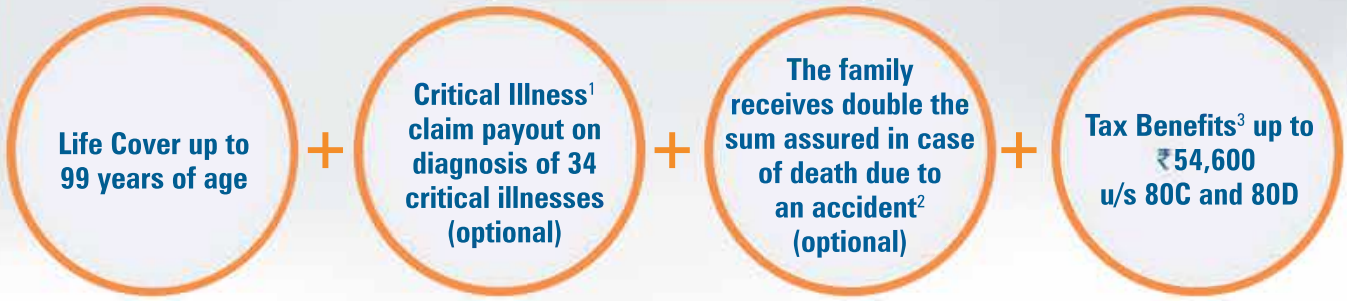 Life Cover up to
99 years of age
+
Critical Illness¹
claim payout on
diagnosis of 34
critical illnesses
(optional)
+
The family
receives double the
sum assured in case
of death due to
an accident²
(optional)
+
Tax Benefits³ up to
₹54,600
u/s 80C and 80D